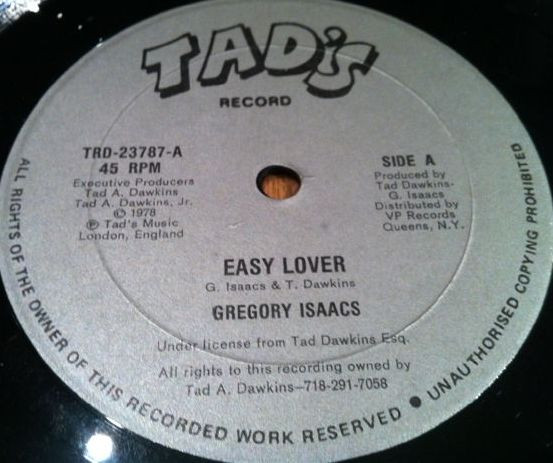 TAD's
RECORD
TRD-23787-A
45 RPM
Executive Producers
Tad A. Dawkins
Tad A. Dawkins, Jr.
© 1978
℗ Tad's Music
London, England
SIDE A
Produced by
Tad Dawkins-
G. Isaacs
Distributed by
VP Records
Queens, N.Y.
EASY LOVER
G. Isaacs & T. Dawkins
GREGORY ISAACS
Under license from Tad Dawkins Esq.
All rights to this recording owned by
Tad A. Dawkins-718-291-7058
ALL RIGHTS OF THE OWNER OF THIS RECORDED WORK RESERVED ● UNAUTHORISED COPYING PROHIBITED